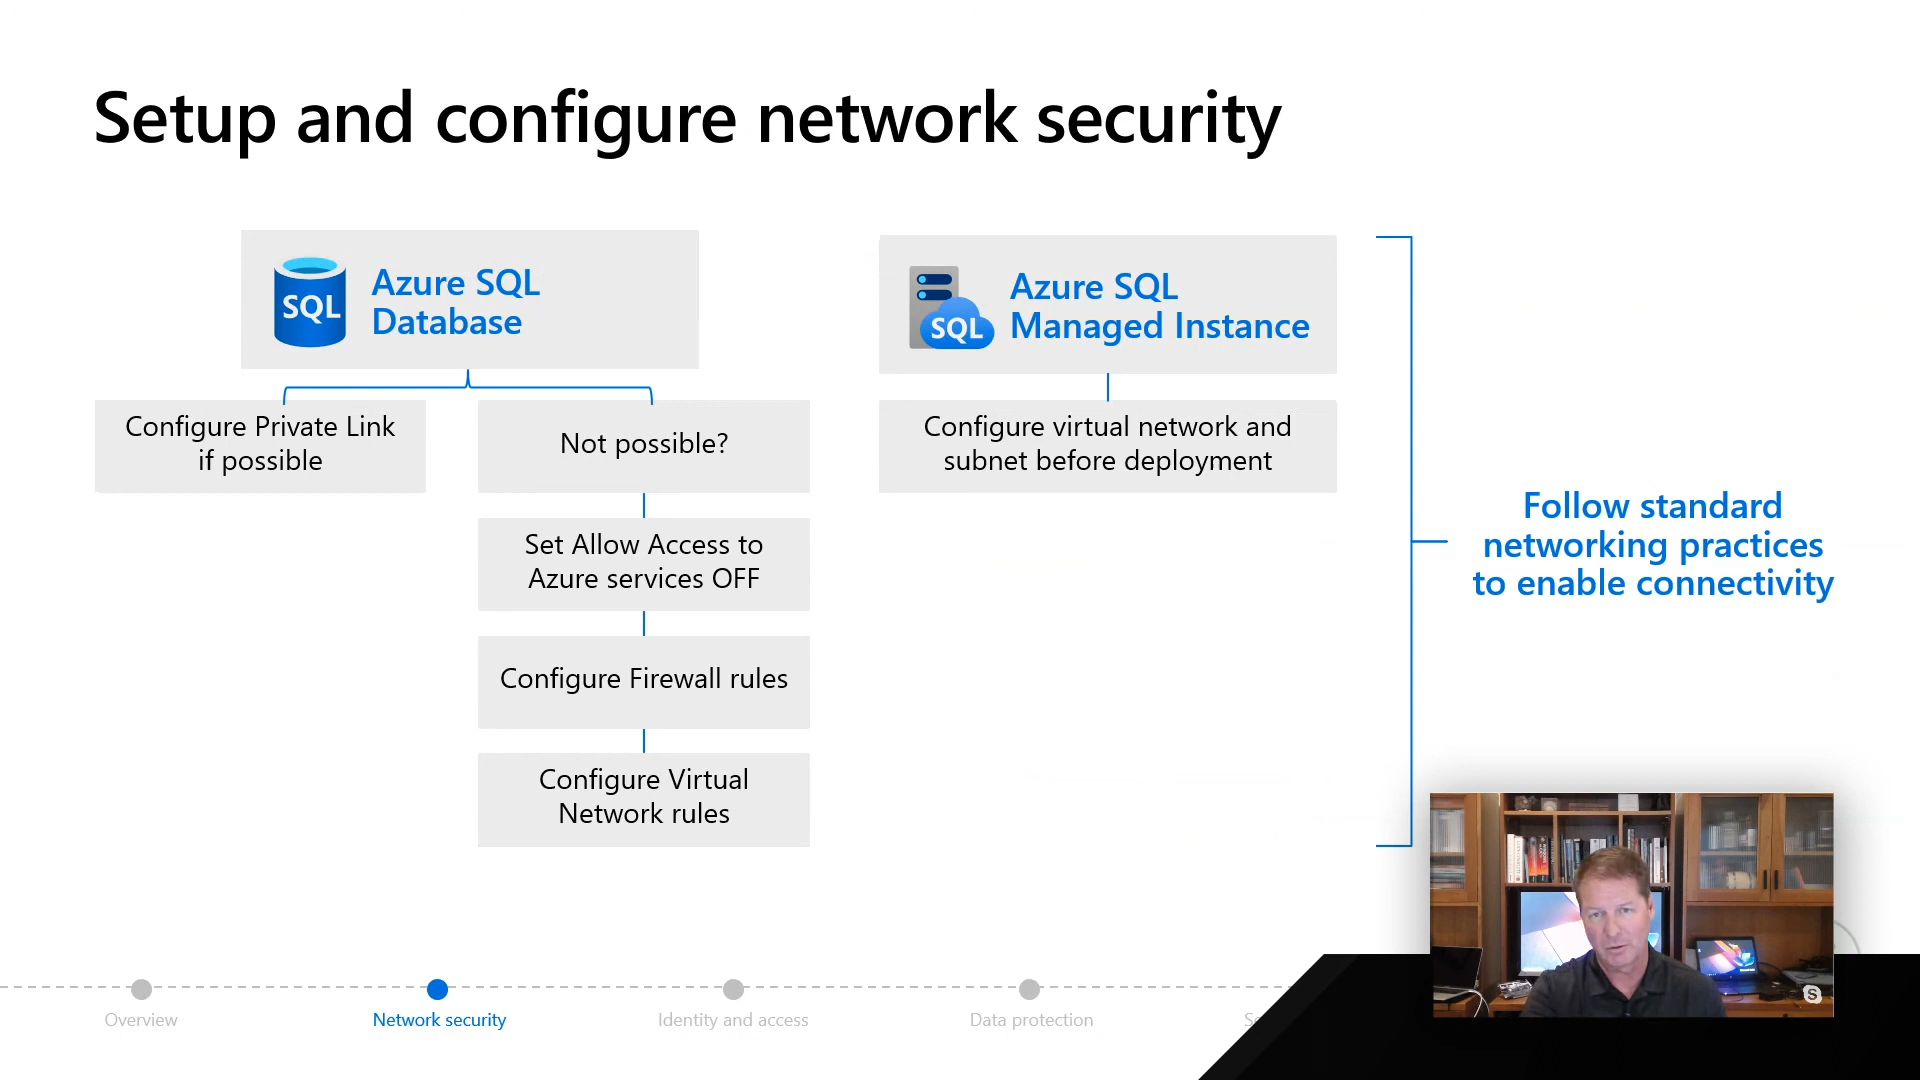 Setup and configure network security
SQL
Azure SQL
Database
SQL
Azure SQL
Managed Instance
Configure Private Link
if possible
Not possible?
Set Allow Access to
Azure services OFF
Configure Firewall rules
Configure Virtual
Network rules
Configure virtual network and
subnet before deployment
Follow standard
networking practices
to enable connectivity
Overview
Network security
Identity and access
Data protection